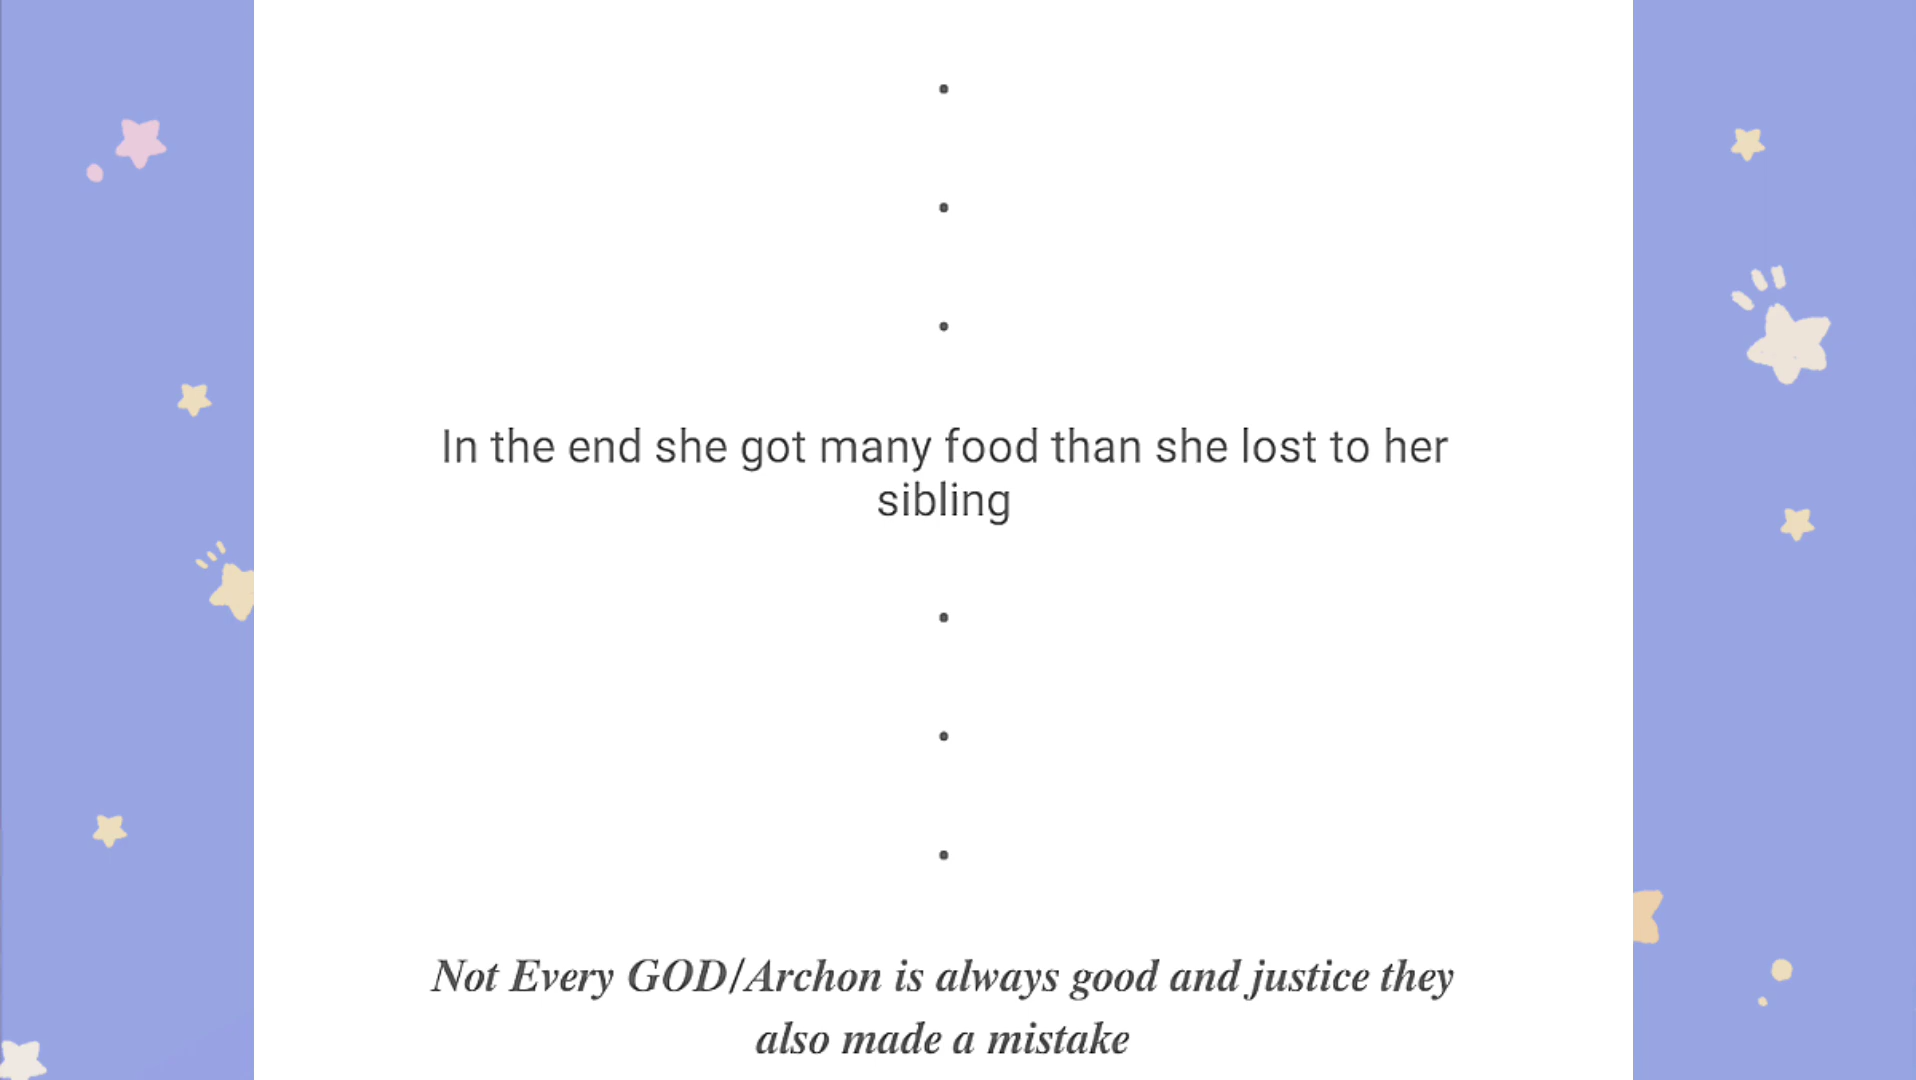 •
•
•
In the end she got many food than she lost to her
sibling
•
•
•
Not Every GOD/Archon is always good and justice they
also made a mistake